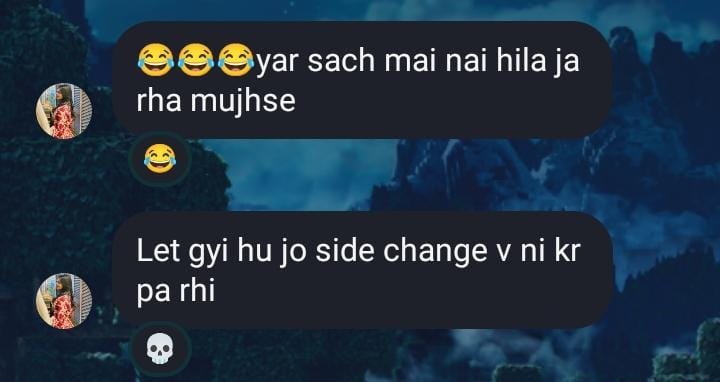 😂😂😂yar sach mai nai hila ja
rha mujhse
😂
Let gyi hu jo side change v ni kr
pa rhi
💀